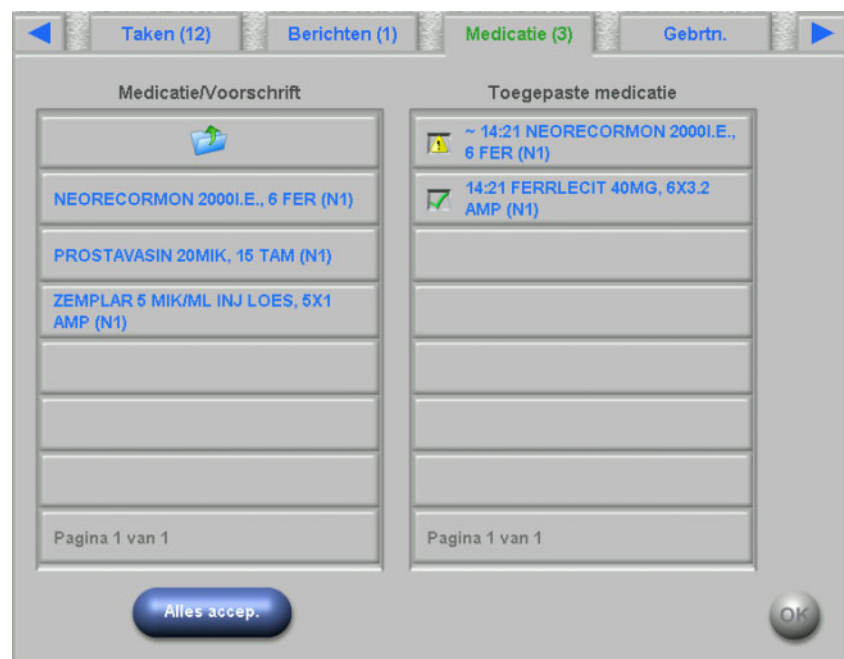 Taken (12)
Berichten (1)
Medicatie (3)
Gebrtn.
Medicatie/Voorschrift
NEORECORMON 2000I.E., 6 FER (N1)
PROSTAVASIN 20MIK, 15 TAM (N1)
ZEMPLAR 5 MIK/ML INJ LOES, 5X1
AMP (N1)
Pagina 1 van 1
Alles accep.
Toegepaste medicatie
~ 14:21 NEORECORMON 2000I.E.,
6 FER (N1)
14:21 FERRLECIT 40MG, 6X3.2
AMP (N1)
Pagina 1 van 1
OK